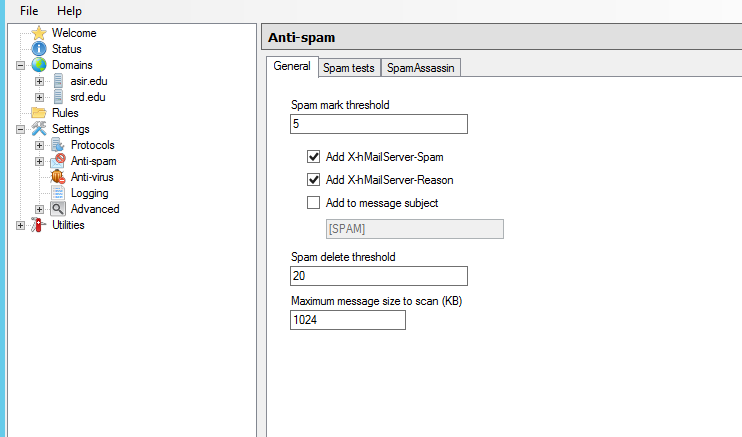 File Help
Welcome
Status
Domains
asir.edu
srd.edu
Rules
Settings
Protocols
Anti-spam
Anti-virus
Logging
Advanced
Utilities
Anti-spam
General Spam tests SpamAssassin
Spam mark threshold
5
Add X-hMailServer-Spam
Add X-hMailServer-Reason
Add to message subject
[SPAM]
Spam delete threshold
20
Maximum message size to scan (KB)
1024